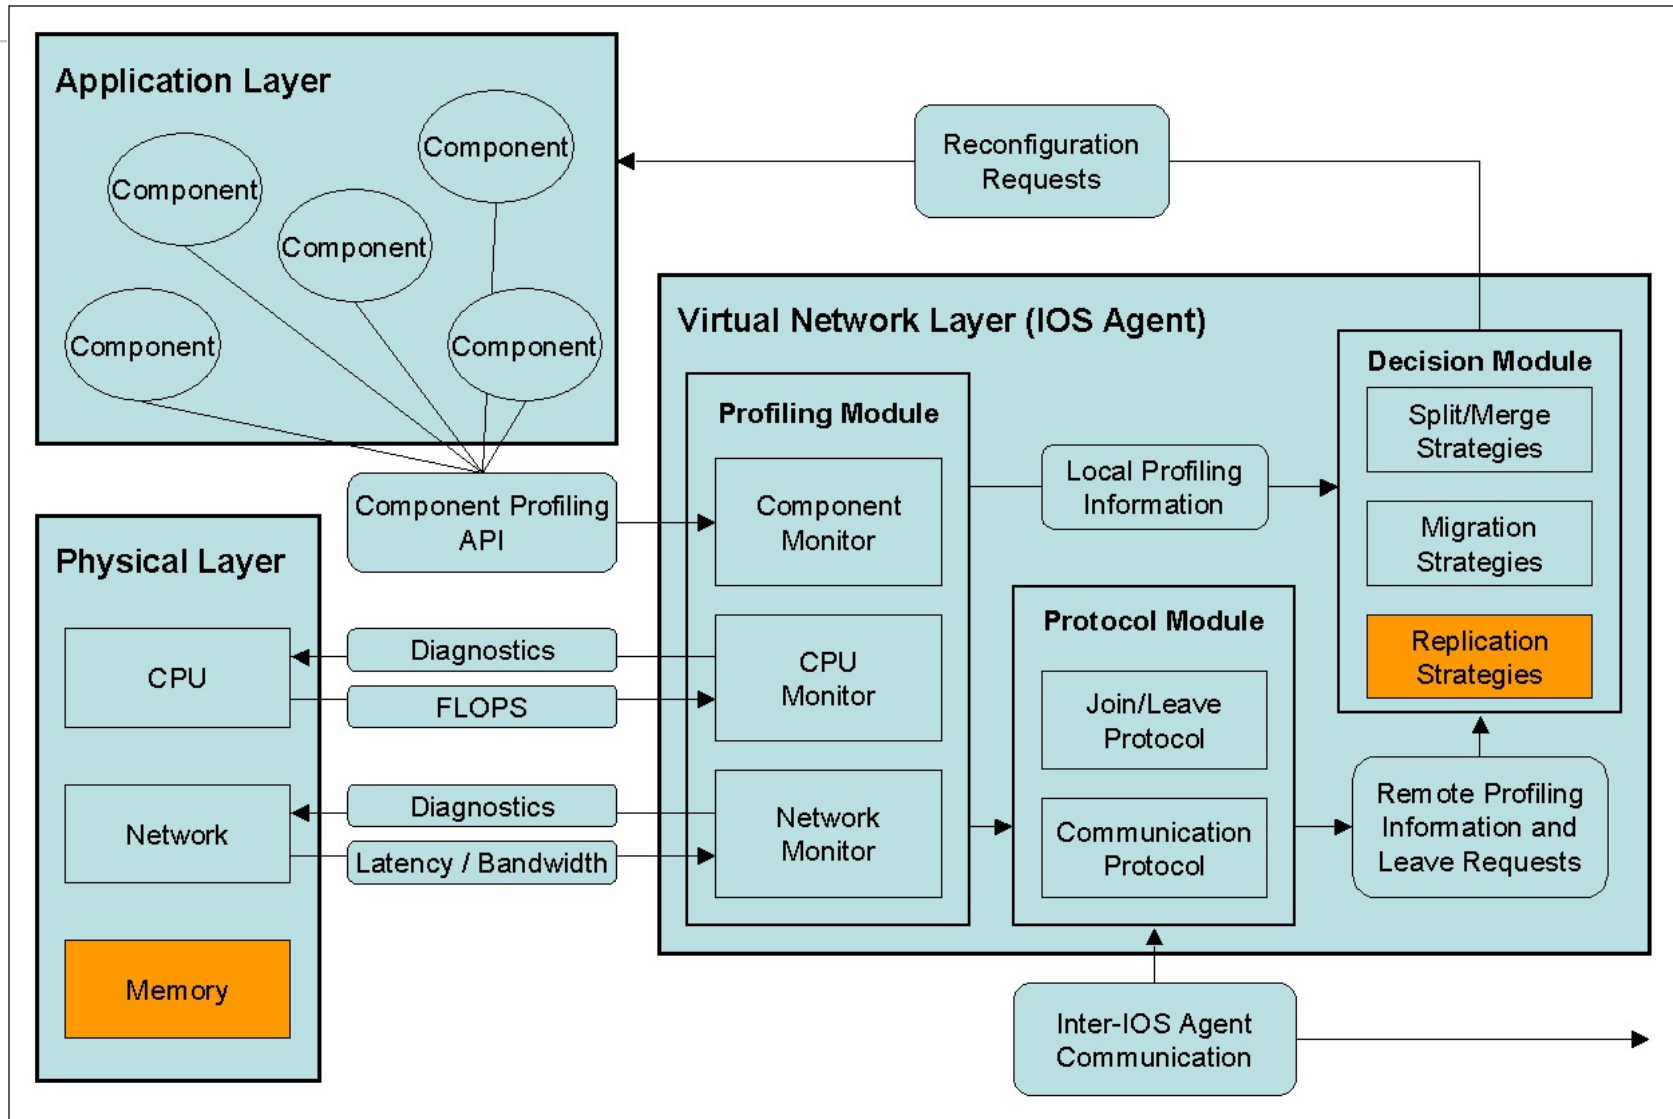 Application Layer
Component
Component
Component
Component
Component
Reconfiguration
Requests
Virtual Network Layer (IOS Agent)
Profiling Module
Component
Monitor
CPU
Monitor
Network
Monitor
Component Profiling
API
Physical Layer
CPU
Network
Memory
Diagnostics
FLOPS
Diagnostics
Latency / Bandwidth
Local Profiling
Information
Decision Module
Split/Merge
Strategies
Migration
Strategies
Replication
Strategies
Protocol Module
Join/Leave
Protocol
Communication
Protocol
Remote Profiling
Information and
Leave Requests
Inter-IOS Agent
Communication